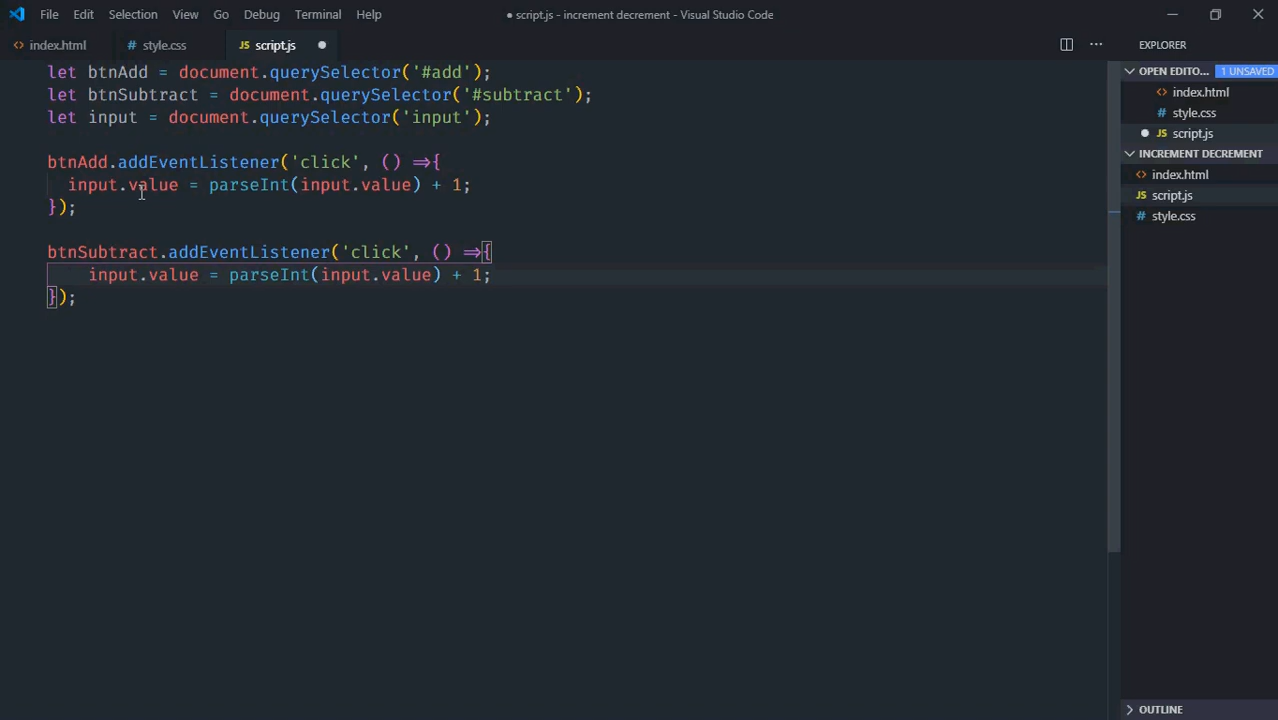 File Edit Selection View Go Debug Terminal Help
● script.js - increment decrement - Visual Studio Code
index.html style.css JS script.js
EXPLORER
let btnAdd = document.querySelector('#add');
let btnSubtract = document.querySelector('#subtract');
let input = document.querySelector('input');
btnAdd.addEventListener('click', () =>{
input.value = parseInt(input.value) + 1;
});
btnSubtract.addEventListener('click', () =>{
input.value = parseInt(input.value) + 1;
});
OPEN EDITO... 1 UNSAVED
index.html
style.css
script.js
INCREMENT DECREMENT
index.html
JS script.js
style.css
OUTLINE